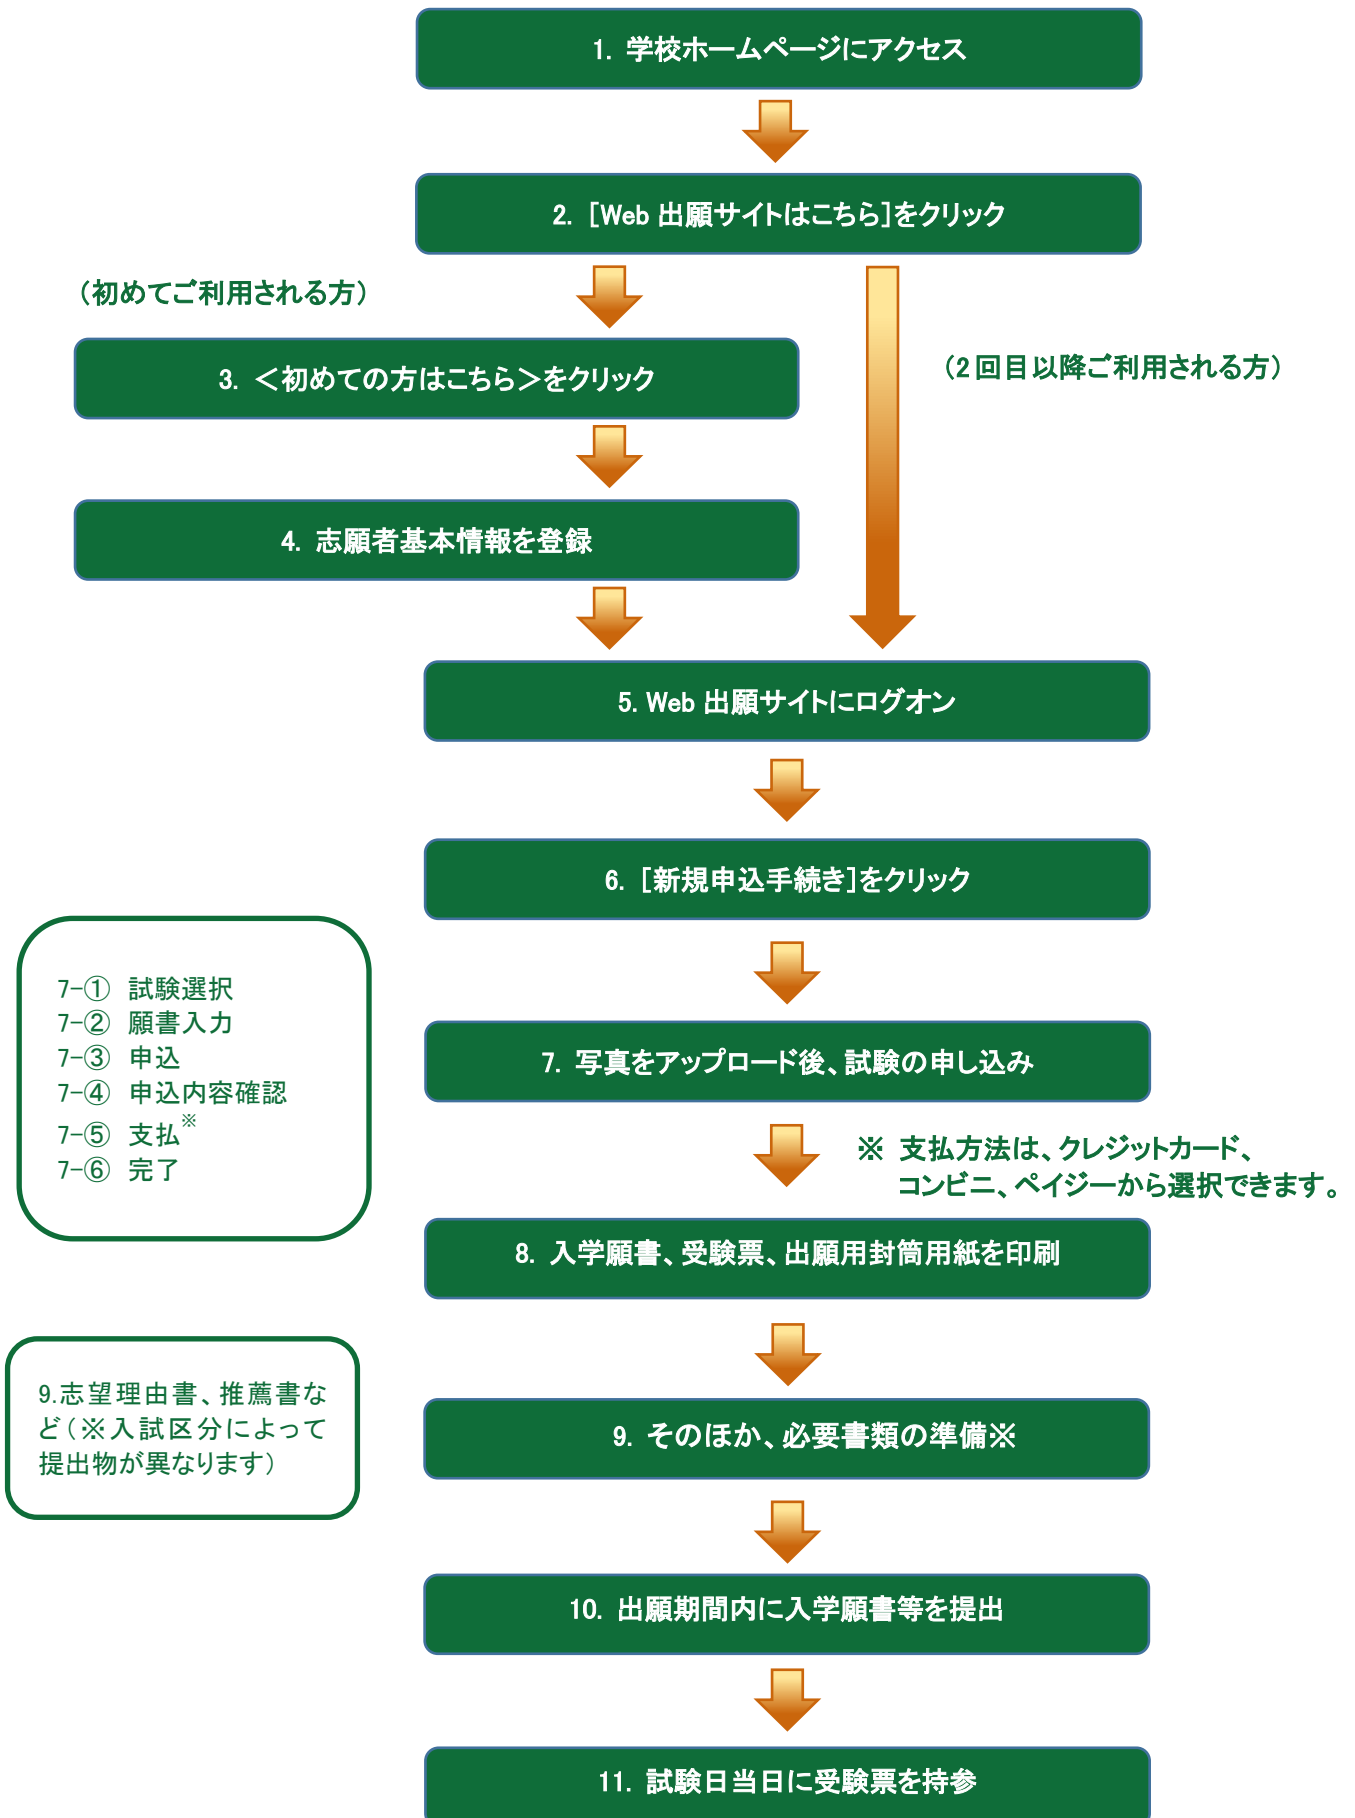 1. 学校ホームページにアクセス
2. [Web 出願サイトはこちら]をクリック
(初めてご利用される方)
3. <初めての方はこちら>をクリック
(2回目以降ご利用される方)
4. 志願者基本情報を登録
5. Web 出願サイトにログオン
6. [新規申込手続き]をクリック
7-① 試験選択
7-② 願書入力
7-③ 申込
7-④ 申込内容確認
7-⑤ 支払※
7-⑥ 完了
7. 写真をアップロード後、試験の申し込み
※ 支払方法は、クレジットカード、
コンビニ、ペイジーから選択できます。
8. 入学願書、受験票、出願用封筒用紙を印刷
9.志望理由書、推薦書な
ど(※入試区分によって
提出物が異なります)
9. そのほか、必要書類の準備※
10. 出願期間内に入学願書等を提出
11. 試験日当日に受験票を持参